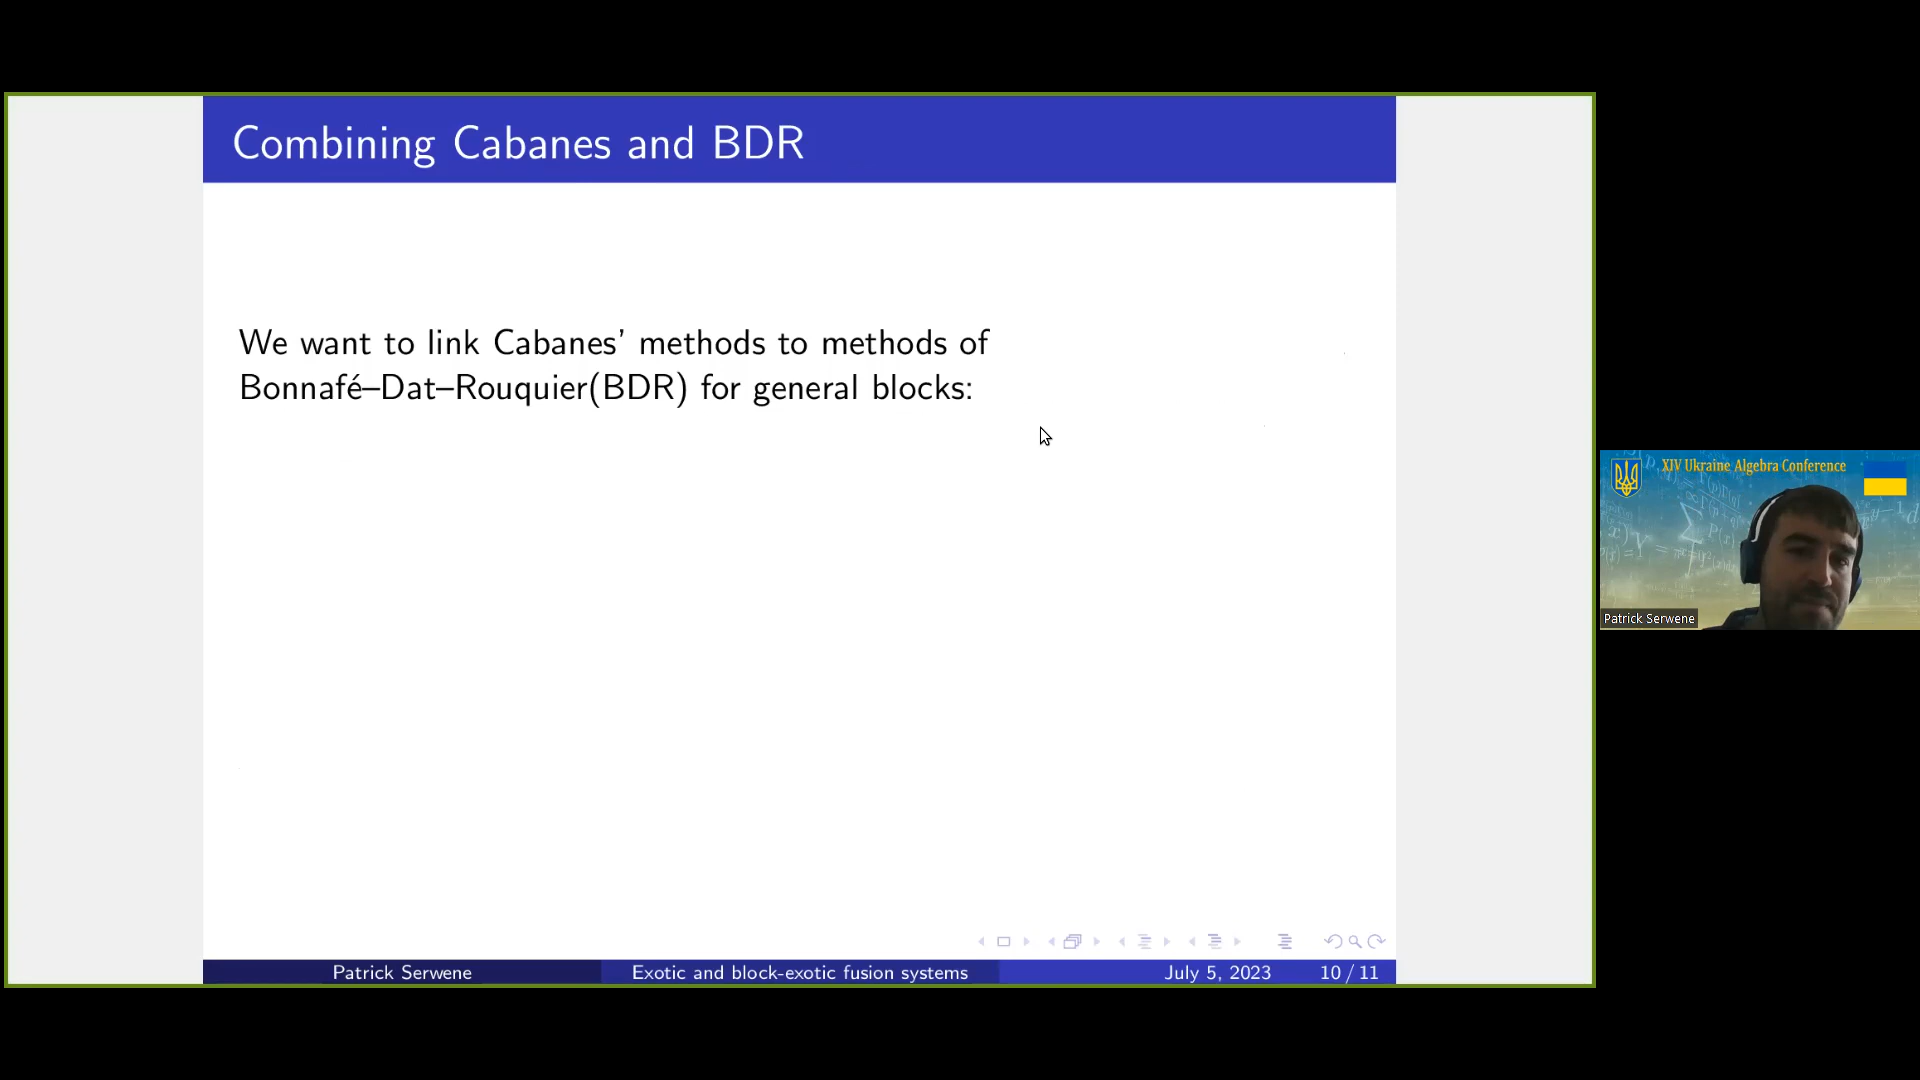 Combining Cabanes and BDR
We want to link Cabanes’ methods to methods of
Bonnafé–Dat–Rouquier(BDR) for general blocks:
Patrick Serwene
Exotic and block-exotic fusion systems
July 5, 2023
10 / 11
XIV Ukraine Algebra Conference
Patrick Serwene